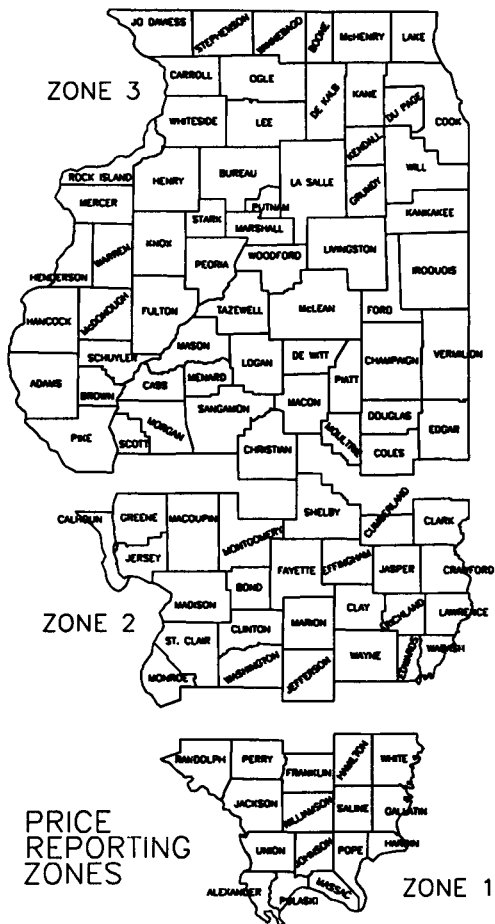 JO DAVIESS
STEPHENSON
WINNEBAGO
BOONE
McHENRY
LAKE
ZONE 3
CARROLL
OGLE
DE KALB
KANE
DU PAGE
COOK
WHITESIDE
LEE
KENDALL
WILL
ROCK ISLAND
HENRY
BUREAU
LA SALLE
GRUNDY
MERCER
PUTNAM
KANKAKEE
STARK
MARSHALL
HENDERSON
WARREN
KNOX
PEORIA
WOODFORD
LIVINGSTON
IROQUOIS
HANCOCK
McDONOUGH
FULTON
TAZEWELL
McLEAN
FORD
SCHUYLER
MASON
VERMILION
ADAMS
BROWN
CASS
MENARD
LOGAN
DE WITT
PIATT
CHAMPAIGN
SANGAMON
MACON
DOUGLAS
PIKE
SCOTT
MORGAN
CHRISTIAN
MOULTRIE
COLES
EDGAR
CALHOUN
GREENE
MACOUPIN
SHELBY
CUMBERLAND
CLARK
JERSEY
MONTGOMERY
FAYETTE
EFFINGHAM
JASPER
CRAWFORD
BOND
ZONE 2
MADISON
CLAY
RICHLAND
LAWRENCE
ST. CLAIR
CLINTON
MARION
WAYNE
EDWARDS
WABASH
MONROE
WASHINGTON
JEFFERSON
RANDOLPH
PERRY
FRANKLIN
HAMILTON
WHITE
JACKSON
WILLIAMSON
SALINE
GALLATIN
PRICE
REPORTING
ZONES
UNION
JOHNSON
POPE
HARDIN
ALEXANDER
PULASKI
MASSAC
ZONE 1